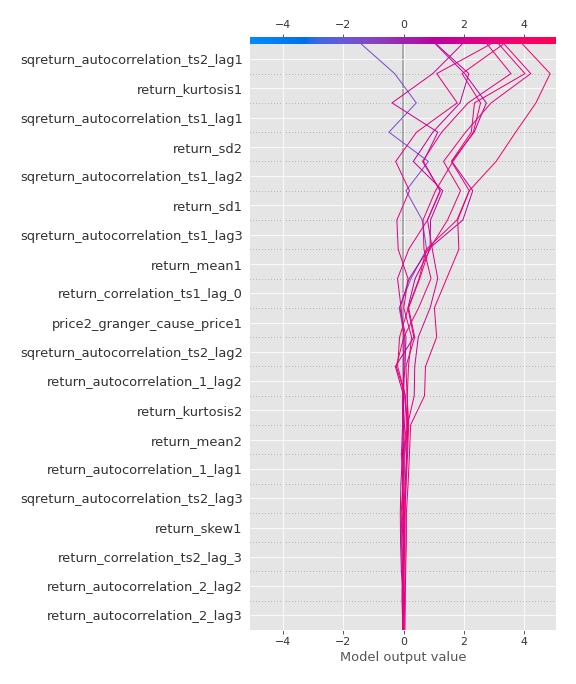 −4 −2 0 2 4
sqreturn_autocorrelation_ts2_lag1
return_kurtosis1
sqreturn_autocorrelation_ts1_lag1
return_sd2
sqreturn_autocorrelation_ts1_lag2
return_sd1
sqreturn_autocorrelation_ts1_lag3
return_mean1
return_correlation_ts1_lag_0
price2_granger_cause_price1
sqreturn_autocorrelation_ts2_lag2
return_autocorrelation_1_lag2
return_kurtosis2
return_mean2
return_autocorrelation_1_lag1
sqreturn_autocorrelation_ts2_lag3
return_skew1
return_correlation_ts2_lag_3
return_autocorrelation_2_lag2
return_autocorrelation_2_lag3
−4 −2 0 2 4
Model output value